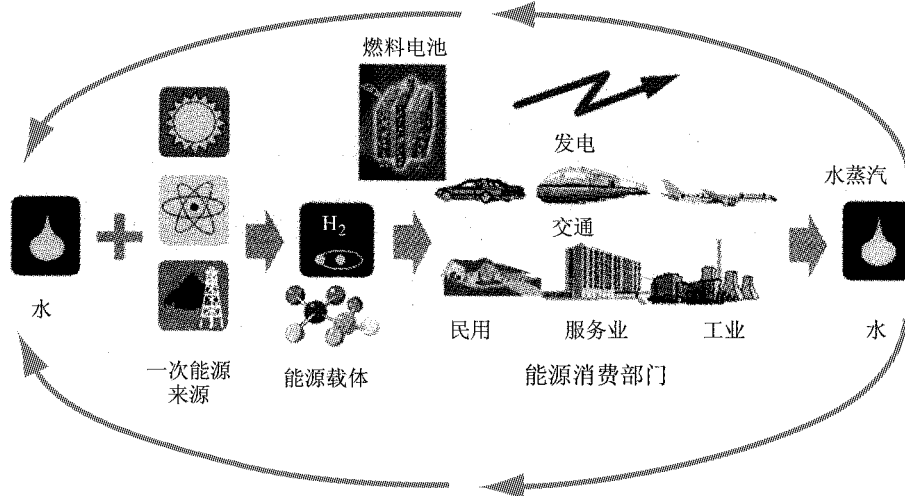 燃料电池
发电
水蒸汽
H₂
交通
水
民用
服务业
工业
水
一次能源
来源
能源载体
能源消费部门